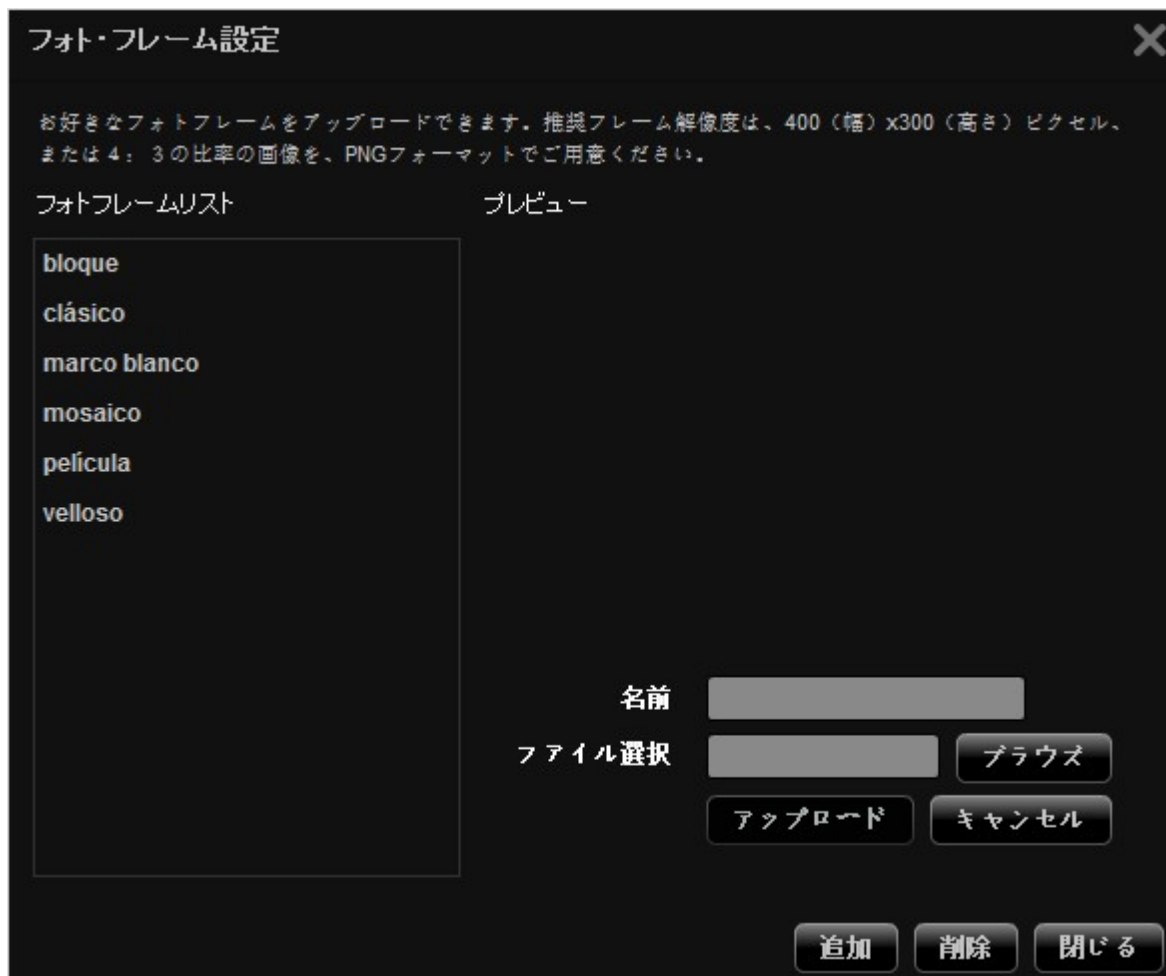 フォト・フレーム設定
お好きなフォトフレームをアップロードできます. 推奨フレーム解像度は、400（幅）x300（高さ）ピクセル、
または 4： 3の比率の画像を、PNGフォーマットでご用意ください.
フォトフレームリスト
プレビュー
bloque
clásico
marco blanco
mosaico
película
velloso
名前
ファイル選択
ブラウズ
アップロード
キャンセル
追加
削除
閉じる